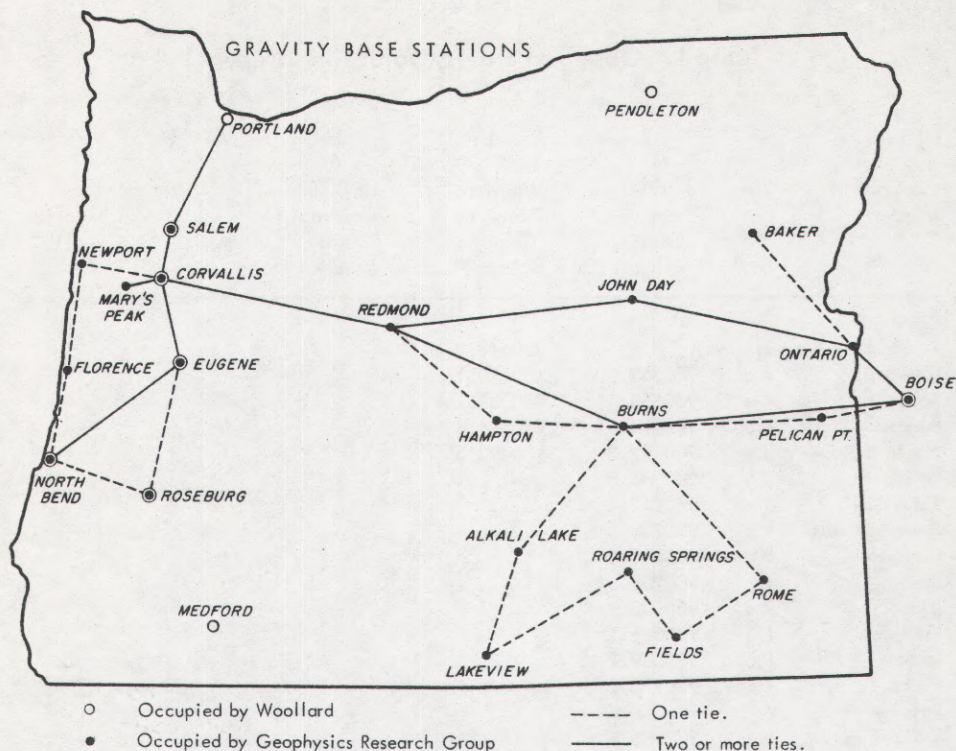 GRAVITY BASE STATIONS
PENDLETON
PORTLAND
SALEM
BAKER
NEWPORT
CORVALLIS
MARY'S
PEAK
JOHN DAY
REDMOND
ONTARIO
FLORENCE
EUGENE
BOISE
BURNS
HAMPTON
PELICAN PT.
NORTH
BEND
ROSEBURG
ALKALI LAKE
ROARING SPRINGS
ROME
MEDFORD
FIELDS
LAKEVIEW
Occupied by Woollard
One tie.
Occupied by Geophysics Research Group
Two or more ties.